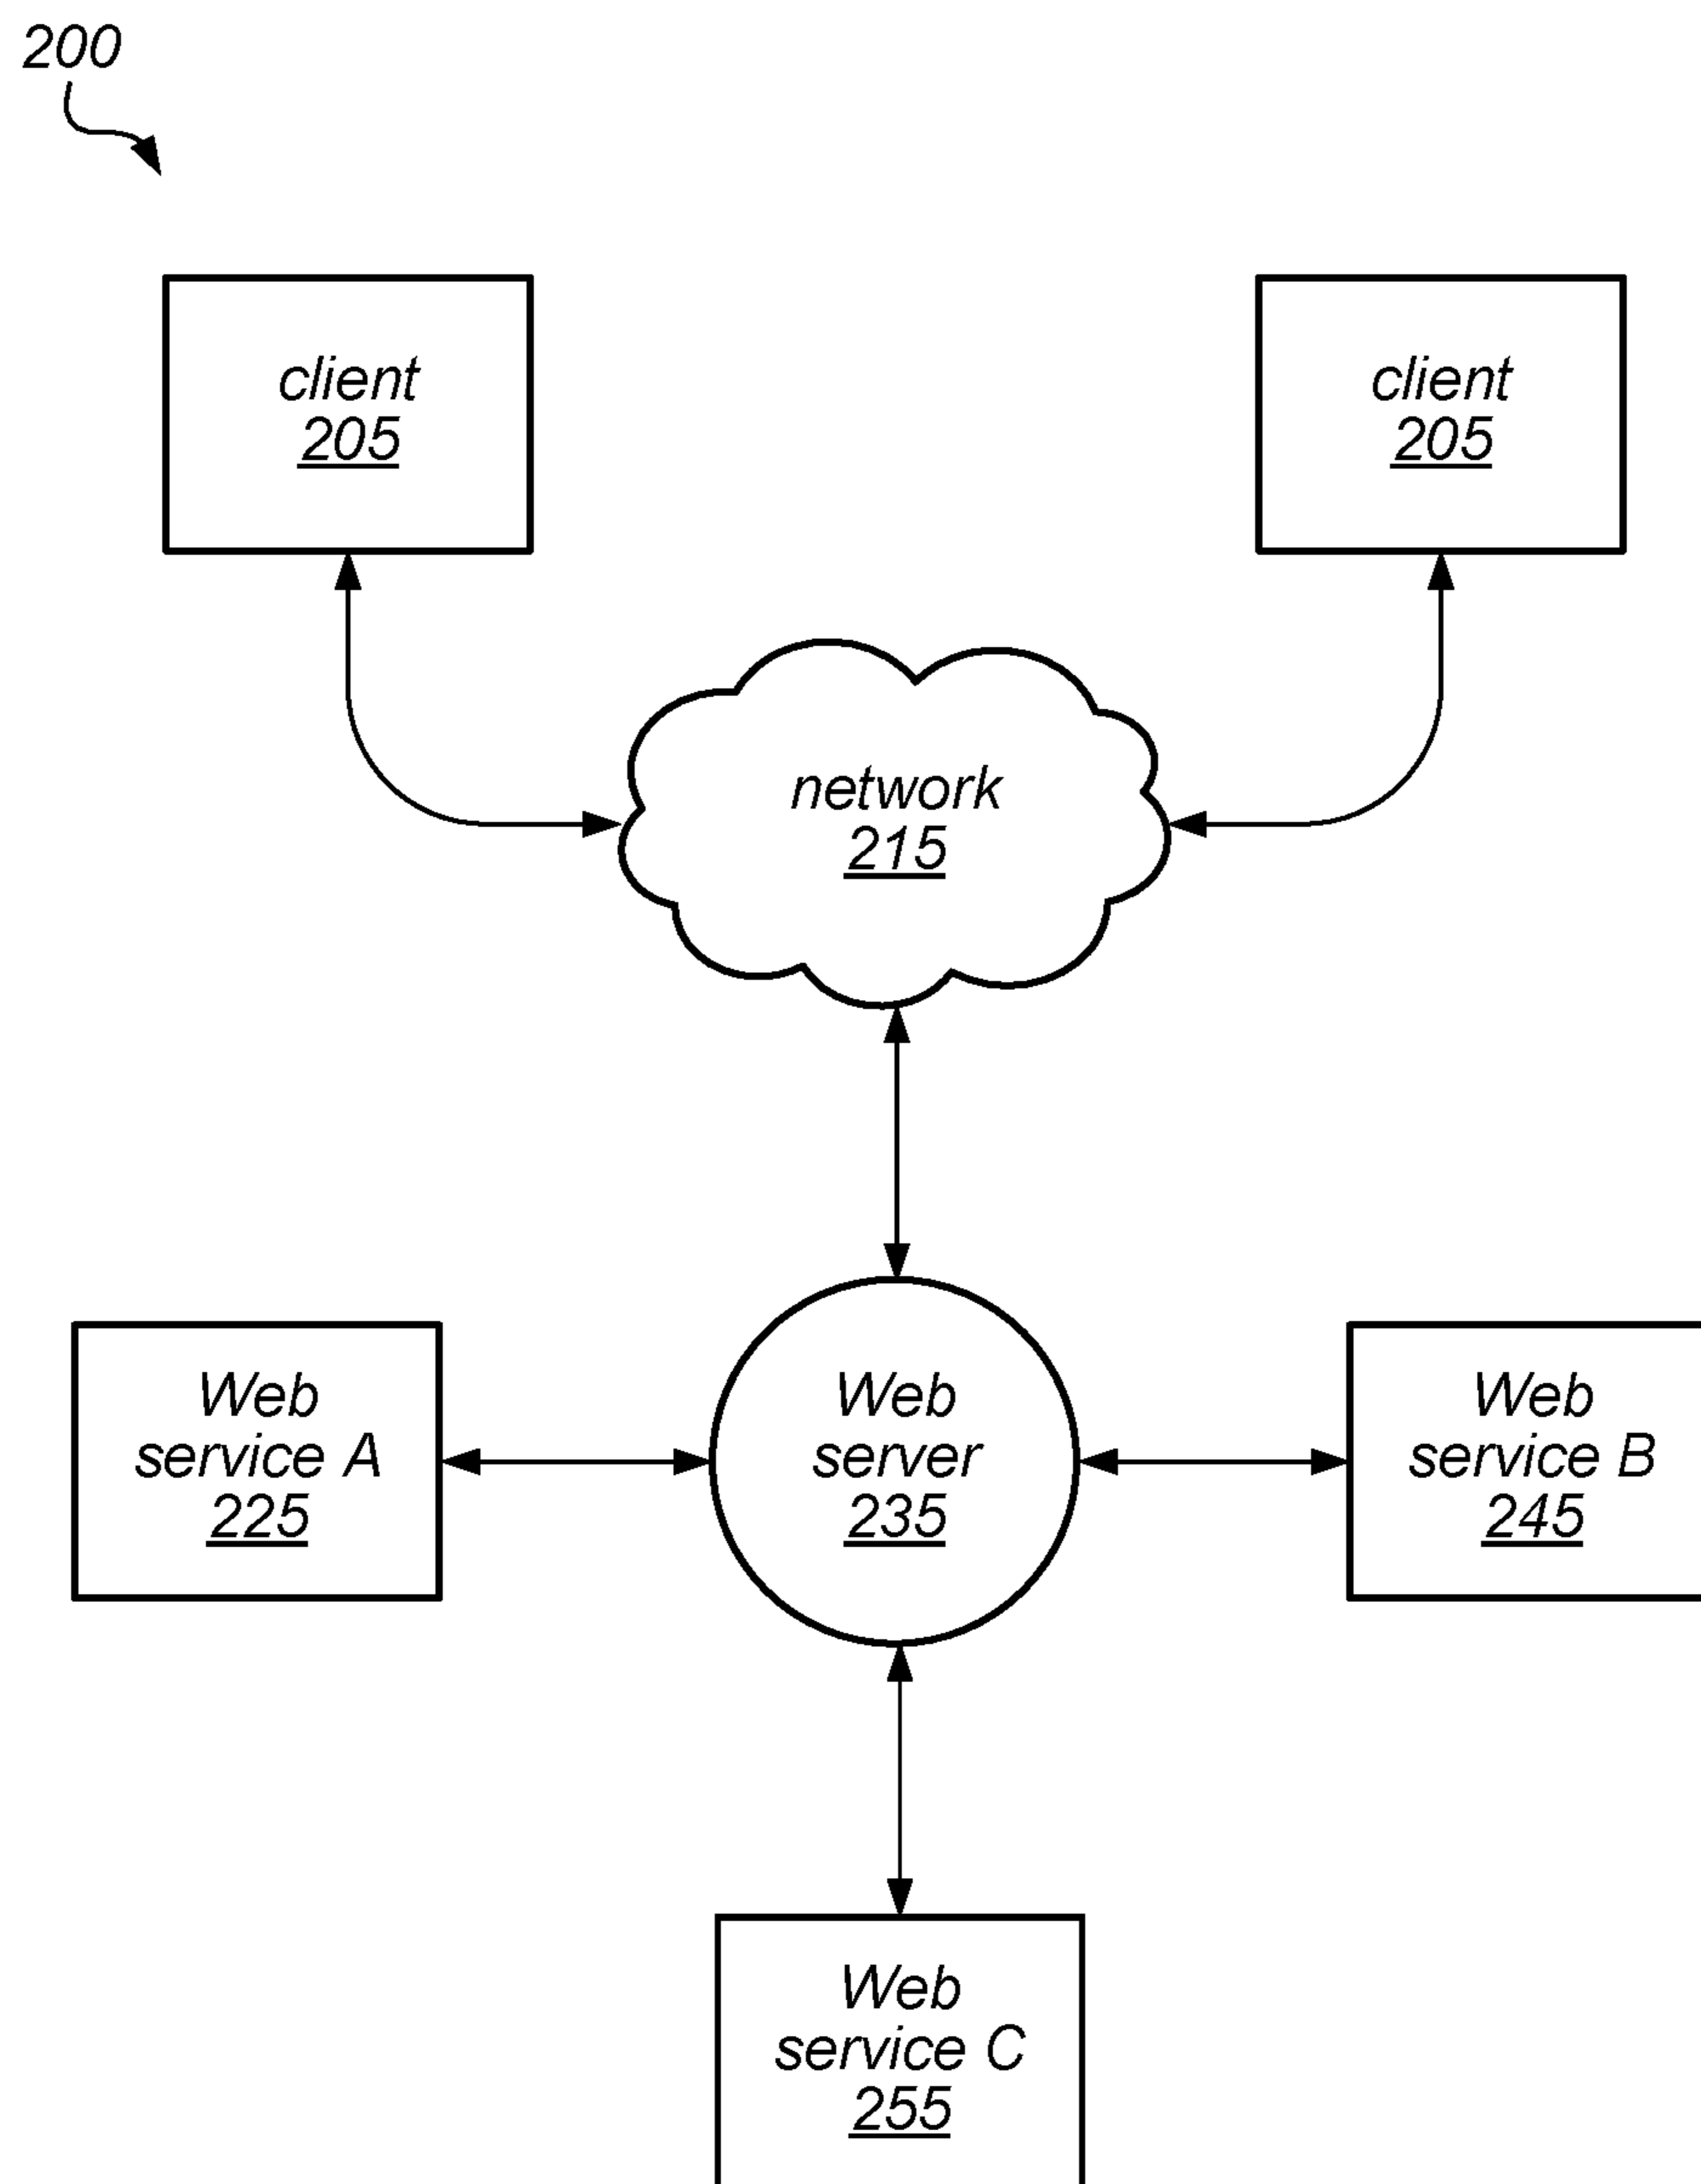 200
client
205
client
205
network
215
Web
service A
225
Web
server
235
Web
service B
245
Web
service C
255